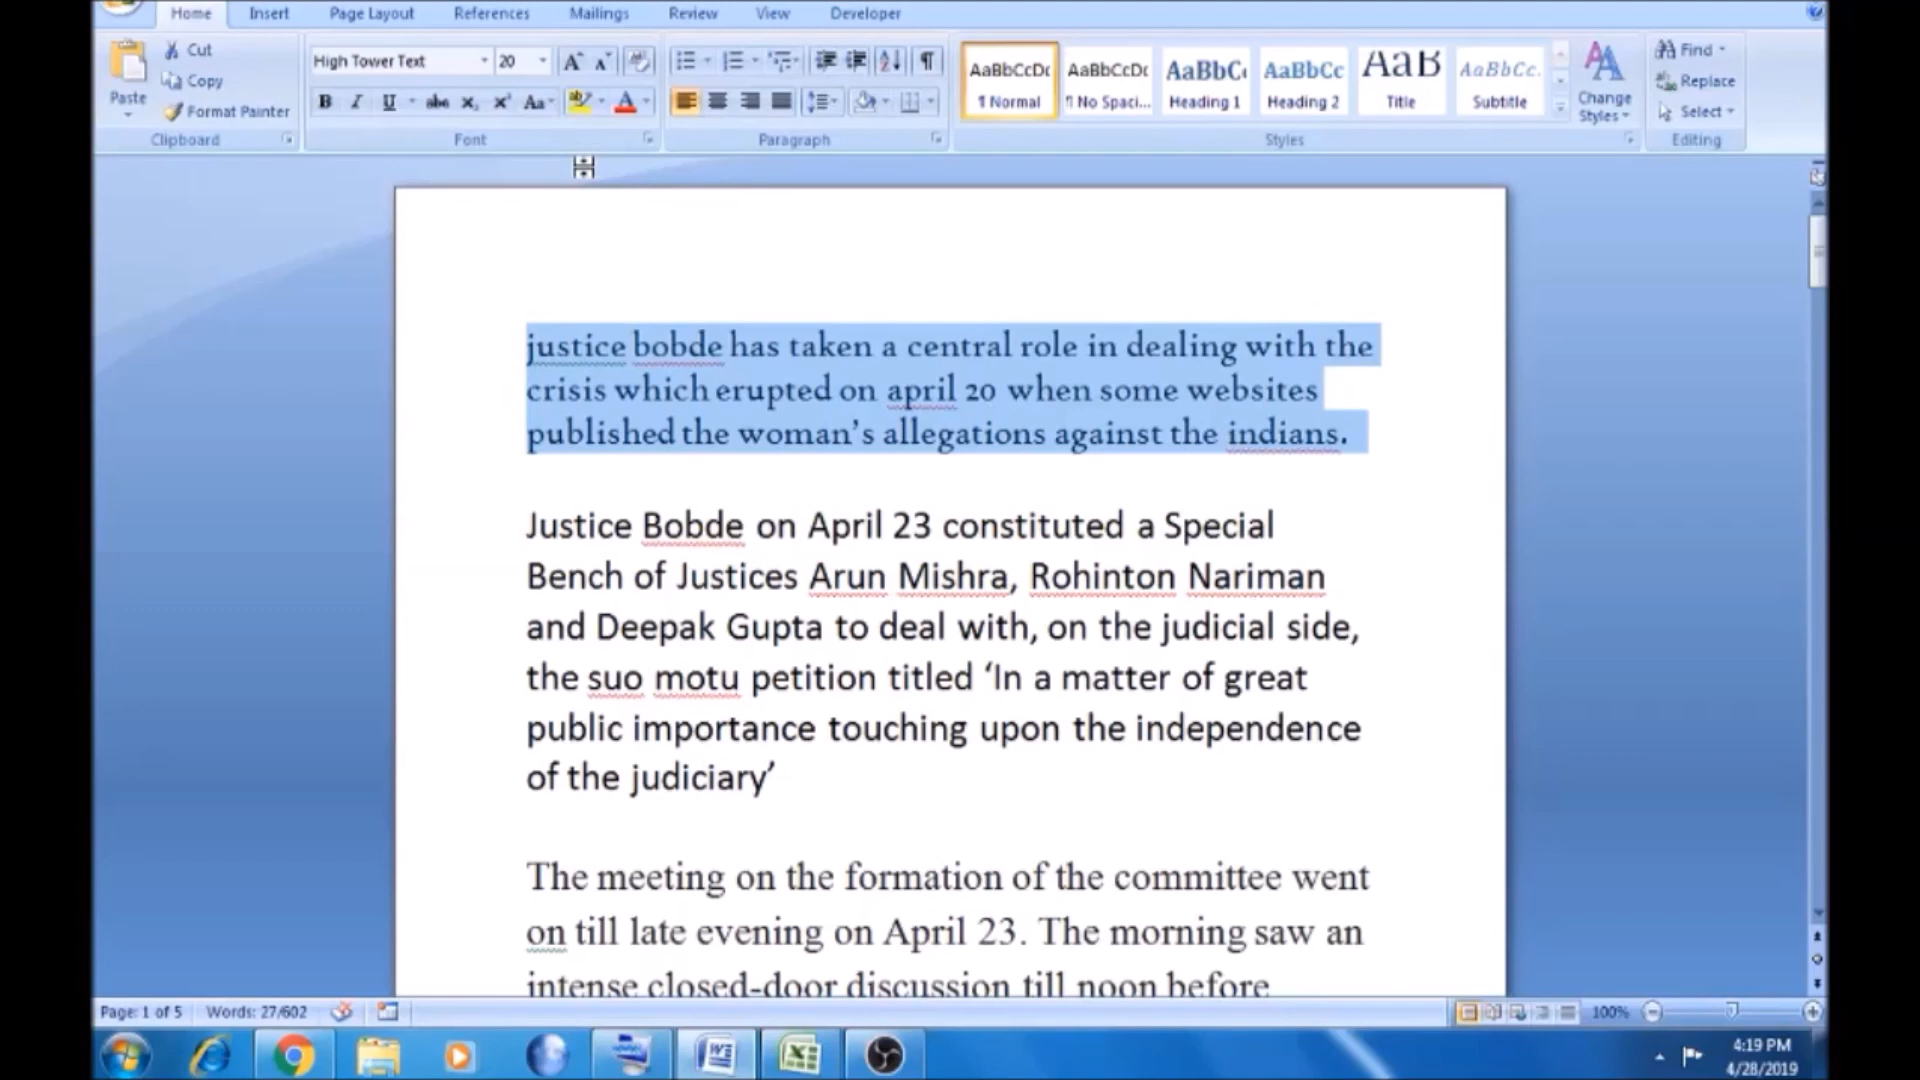 Home Insert Page Layout References Mailings Review View Developer
Paste
Cut
Copy
Format Painter
Clipboard
High Tower Text 20
B I U abc x₂ x² Aa A
Font
Paragraph
AaBbCcDc AaBbCcDc AaBbC AaBbCc AaB AaBbCc.
¶ Normal ¶ No Spaci... Heading 1 Heading 2 Title Subtitle
Change Styles
Styles
Find
Replace
Select
Editing
justice bobde has taken a central role in dealing with the
crisis which erupted on april 20 when some websites
published the woman’s allegations against the indians.
Justice Bobde on April 23 constituted a Special
Bench of Justices Arun Mishra, Rohinton Nariman
and Deepak Gupta to deal with, on the judicial side,
the suo motu petition titled ‘In a matter of great
public importance touching upon the independence
of the judiciary’
The meeting on the formation of the committee went
on till late evening on April 23. The morning saw an
intense closed-door discussion till noon before
Page: 1 of 5 Words: 27/602 100%
4:19 PM
4/28/2019